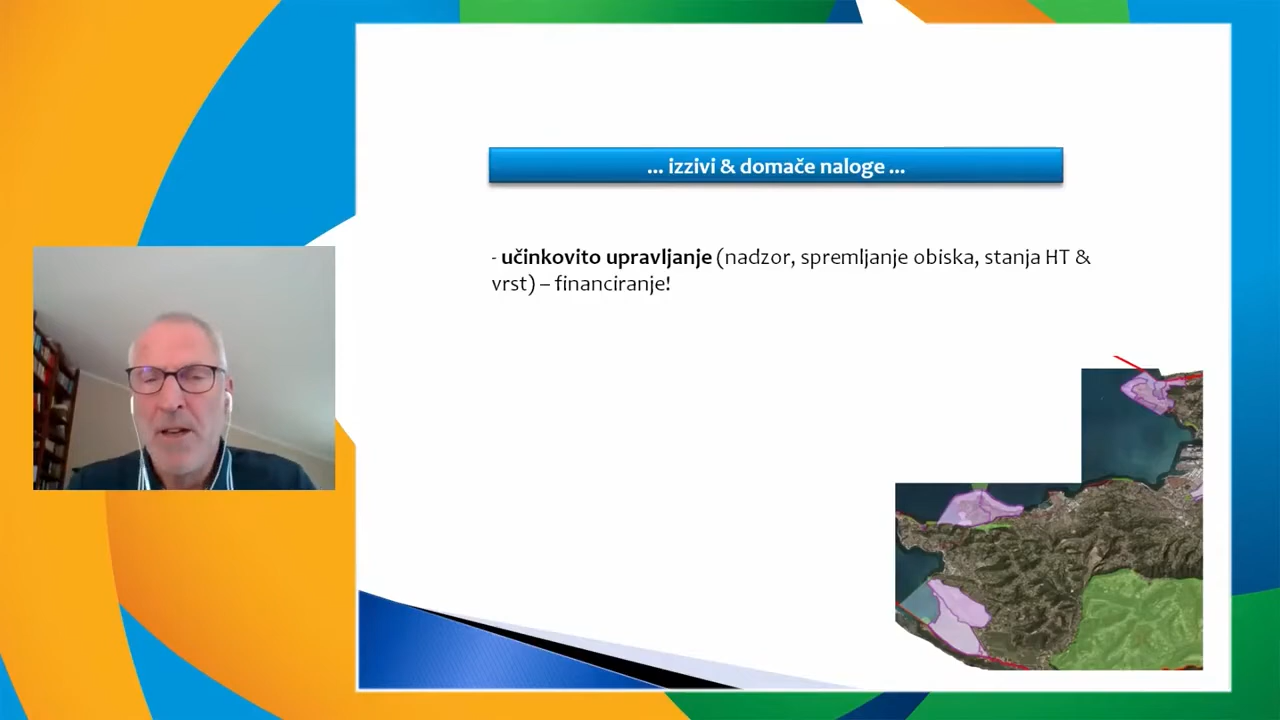 ... izzivi & domače naloge ...
- učinkovito upravljanje (nadzor, spremljanje obiska, stanja HT &
vrst) – financiranje!